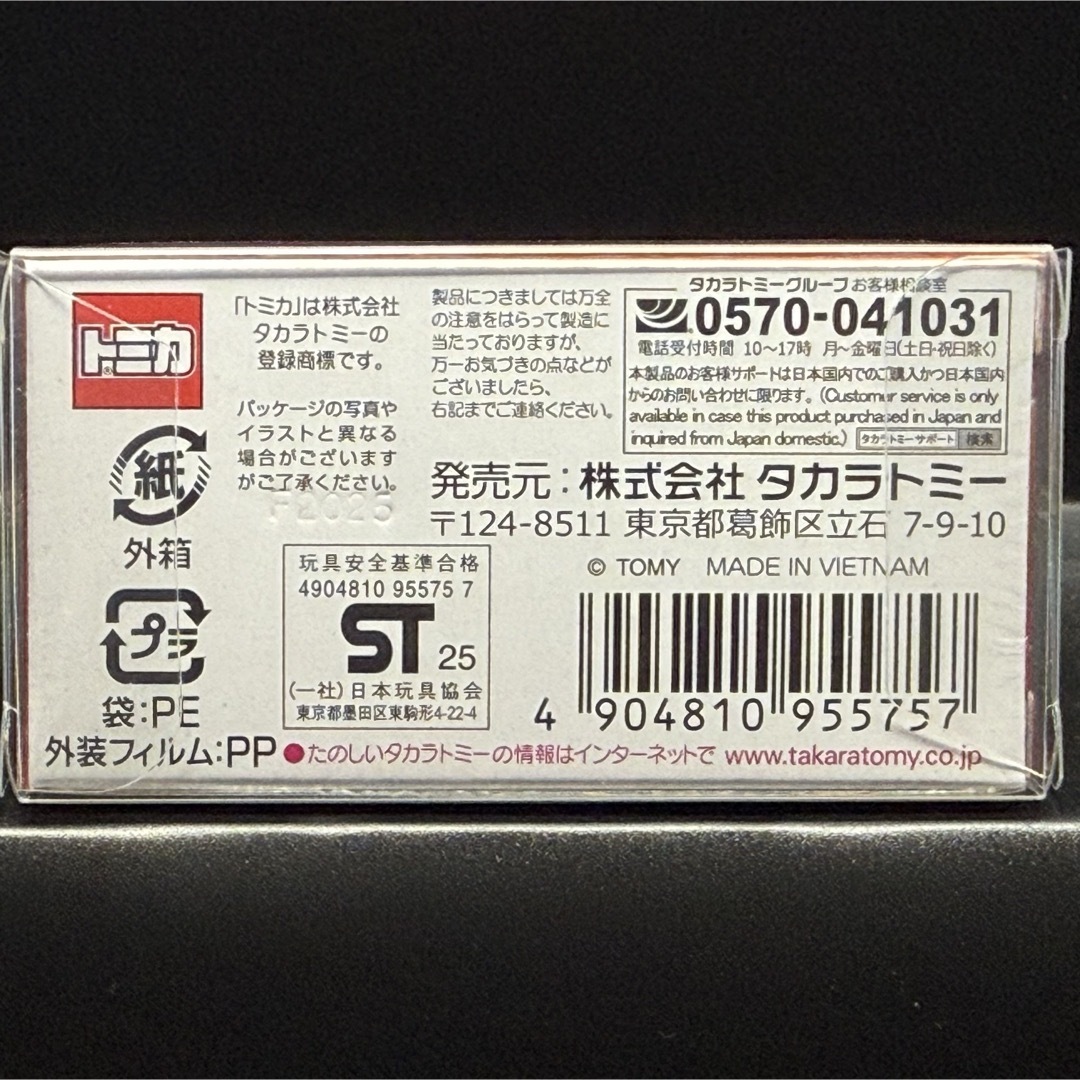 トミカ
®
「トミカ」は株式会社
タカラトミーの
登録商標です。
パッケージの写真や
イラストと異なる
場合がございます
がご了承ください。
製品につきましては万全
の注意をはらって製造に
当たっておりますが、
万一お気づきの点などが
ございましたら、
右記までご連絡ください。
タカラトミーグループ お客様相談室
0570-041031
電話受付時間 10〜17時 月〜金曜日(土日・祝日除く)
本製品のお客様サポートは日本国内でのご購入かつ日本国内
からのお問い合わせに限ります。(Customer service is only
available in case this product purchased in Japan and
inquired from Japan domestic.) タカラトミーサポート 検索
発売元:株式会社 タカラトミー
〒124-8511 東京都葛飾区立石 7-9-10
© TOMY MADE IN VIETNAM
紙
外箱
プラ
袋:PE
外装フィルム:PP
玩具安全基準合格
4904810 95575 7
ST 25
(一社)日本玩具協会
東京都墨田区東駒形4-22-4
4 904810 955757
●たのしいタカラトミーの情報はインターネットで www.takaratomy.co.jp